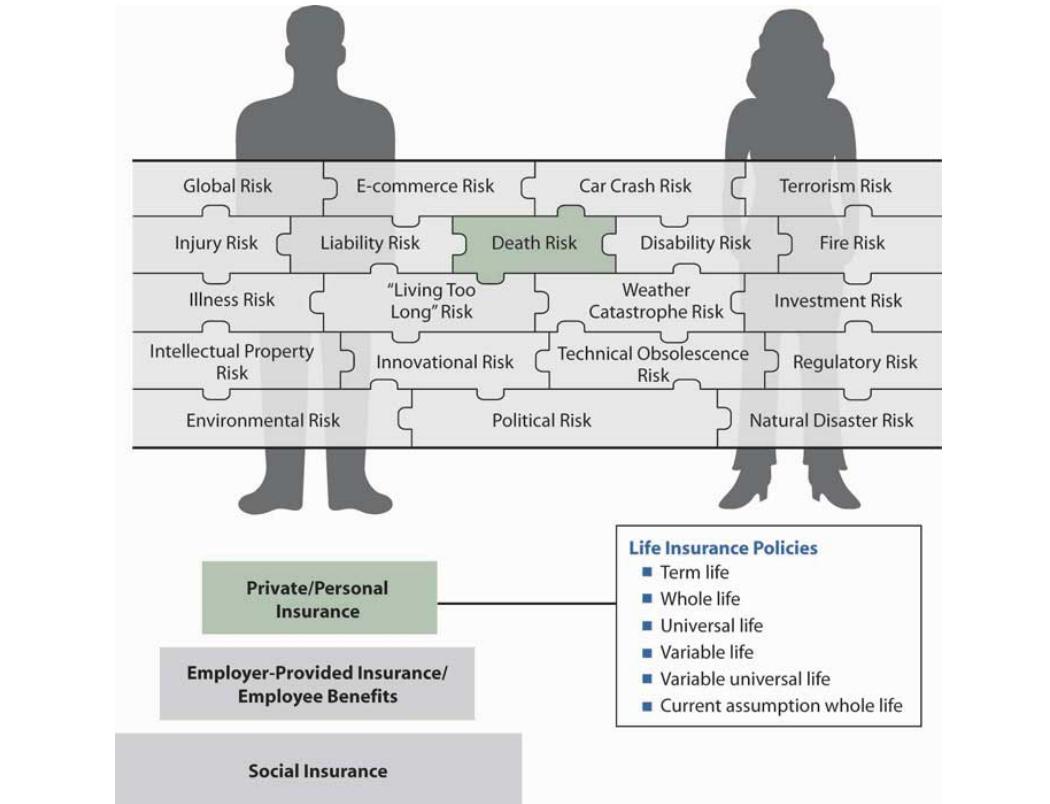 Global Risk
E-commerce Risk
Car Crash Risk
Terrorism Risk
Injury Risk
Liability Risk
Death Risk
Disability Risk
Fire Risk
Illness Risk
“Living Too
Long” Risk
Weather
Catastrophe Risk
Investment Risk
Intellectual Property
Risk
Innovational Risk
Technical Obsolescence
Risk
Regulatory Risk
Environmental Risk
Political Risk
Natural Disaster Risk
Private/Personal
Insurance
Employer-Provided Insurance/
Employee Benefits
Social Insurance
Life Insurance Policies
Term life
Whole life
Universal life
Variable life
Variable universal life
Current assumption whole life